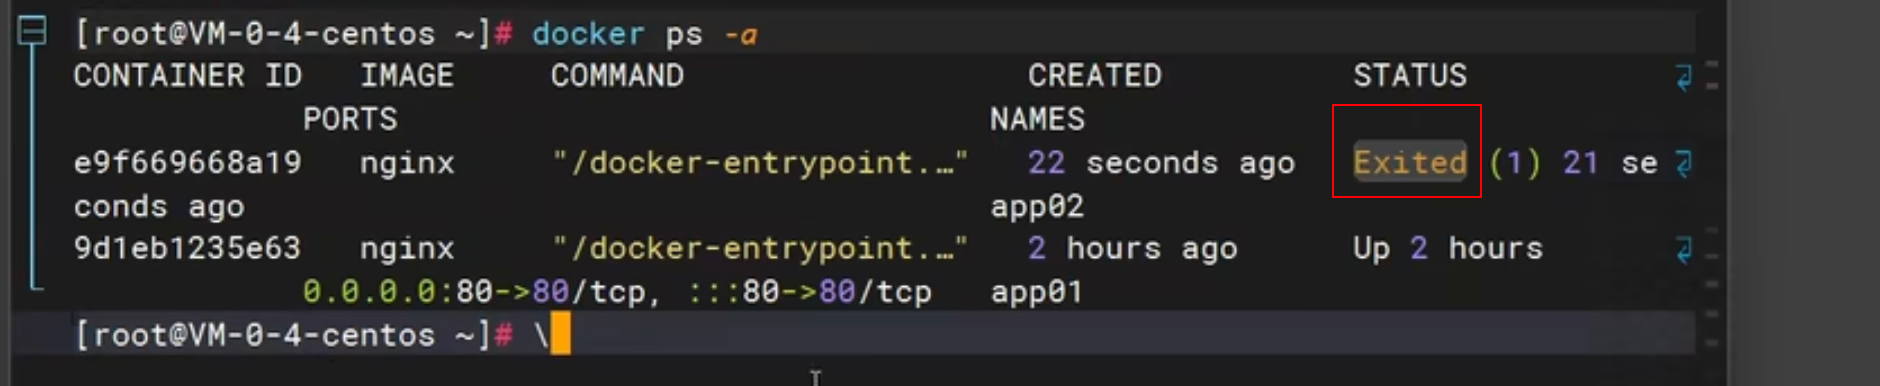 [root@VM-0-4-centos ~]# docker ps -a
CONTAINER ID   IMAGE     COMMAND                  CREATED          STATUS
            PORTS                               NAMES
e9f669668a19   nginx     "/docker-entrypoint.…"   22 seconds ago   Exited (1) 21 se
conds ago                                       app02
9d1eb1235e63   nginx     "/docker-entrypoint.…"   2 hours ago      Up 2 hours
            0.0.0.0:80->80/tcp, :::80->80/tcp   app01
[root@VM-0-4-centos ~]# \